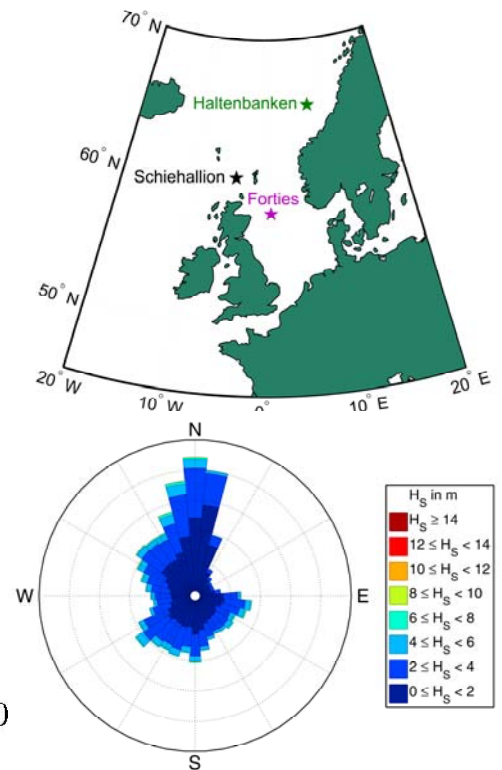 70° N
Haltenbanken
60° N
Schiehallion
Forties
50° N
20° W
10° W
0°
10° E
20° E
N
W
E
S
H_S in m
H_S ≥ 14
12 ≤ H_S < 14
10 ≤ H_S < 12
8 ≤ H_S < 10
6 ≤ H_S < 8
4 ≤ H_S < 6
2 ≤ H_S < 4
0 ≤ H_S < 2
)